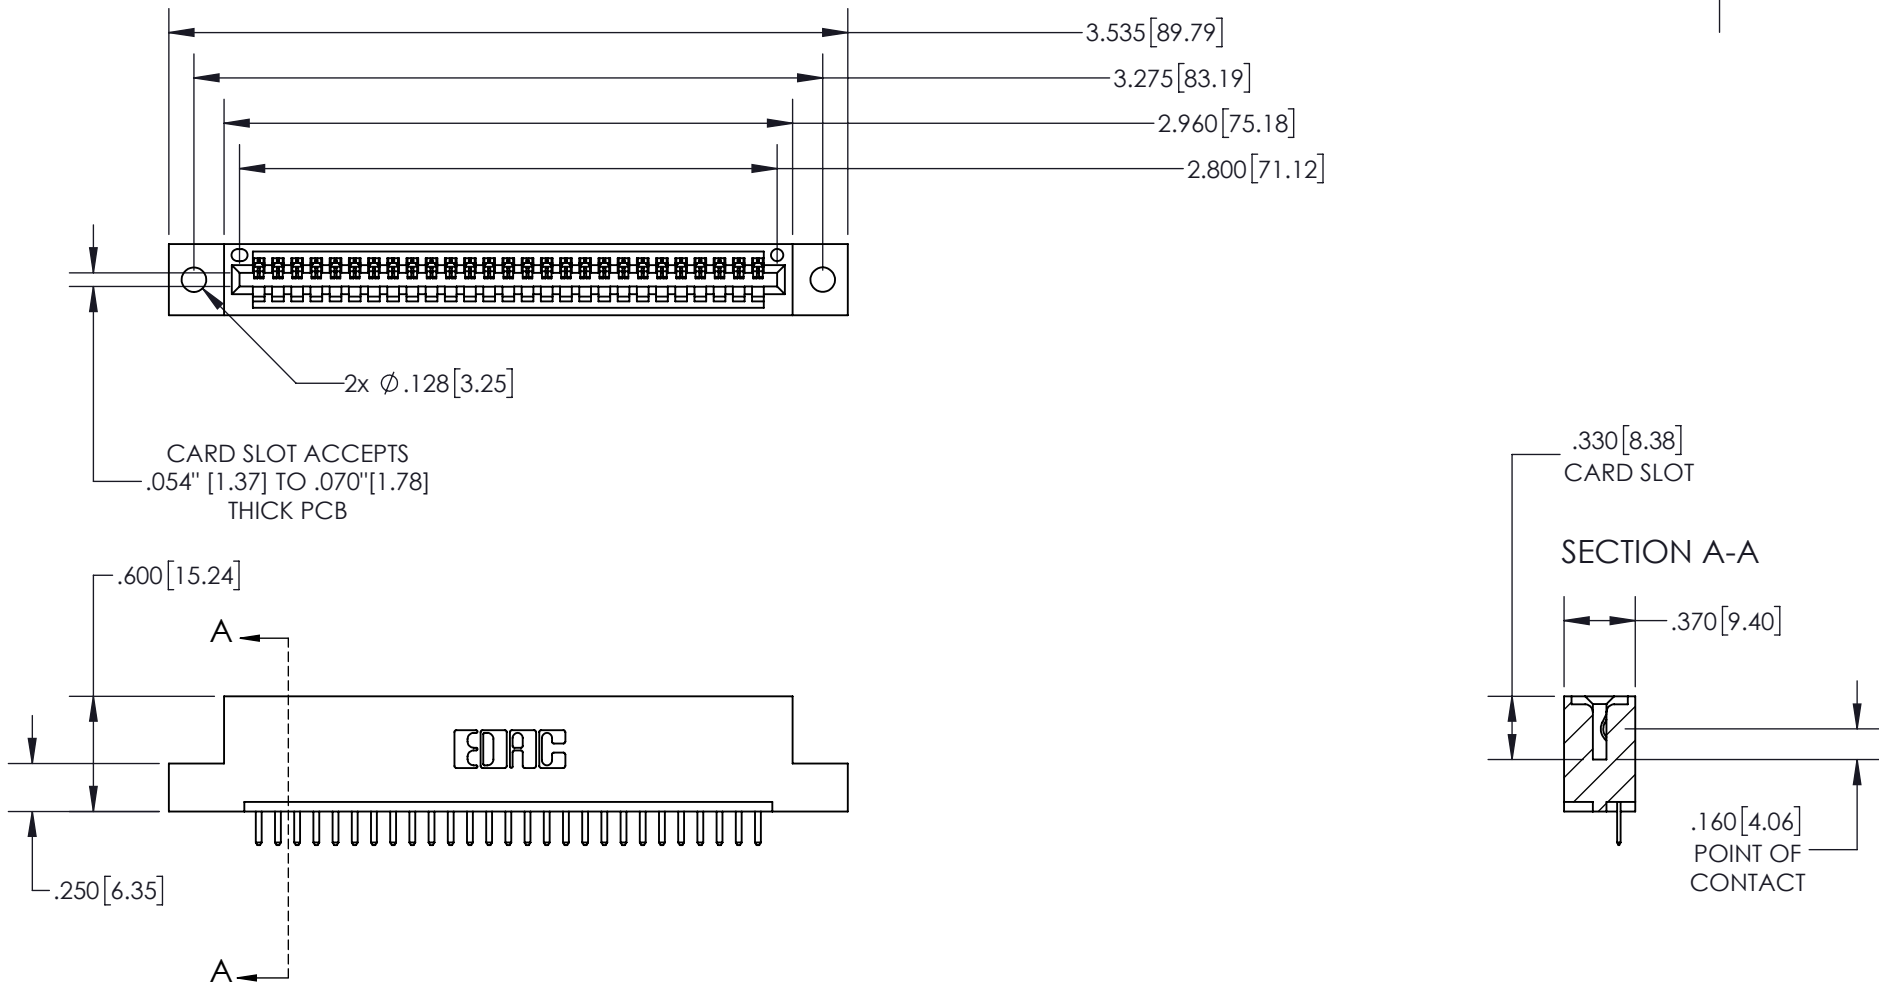 3.535[89.79]
3.275[83.19]
2.960[75.18]
2.800[71.12]
2x ∅.128[3.25]
CARD SLOT ACCEPTS
.054" [1.37] TO .070"[1.78]
THICK PCB
.330[8.38]
CARD SLOT
SECTION A-A
.600[15.24]
.370[9.40]
A
EDAC
.160[4.06]
POINT OF
CONTACT
.250[6.35]
A